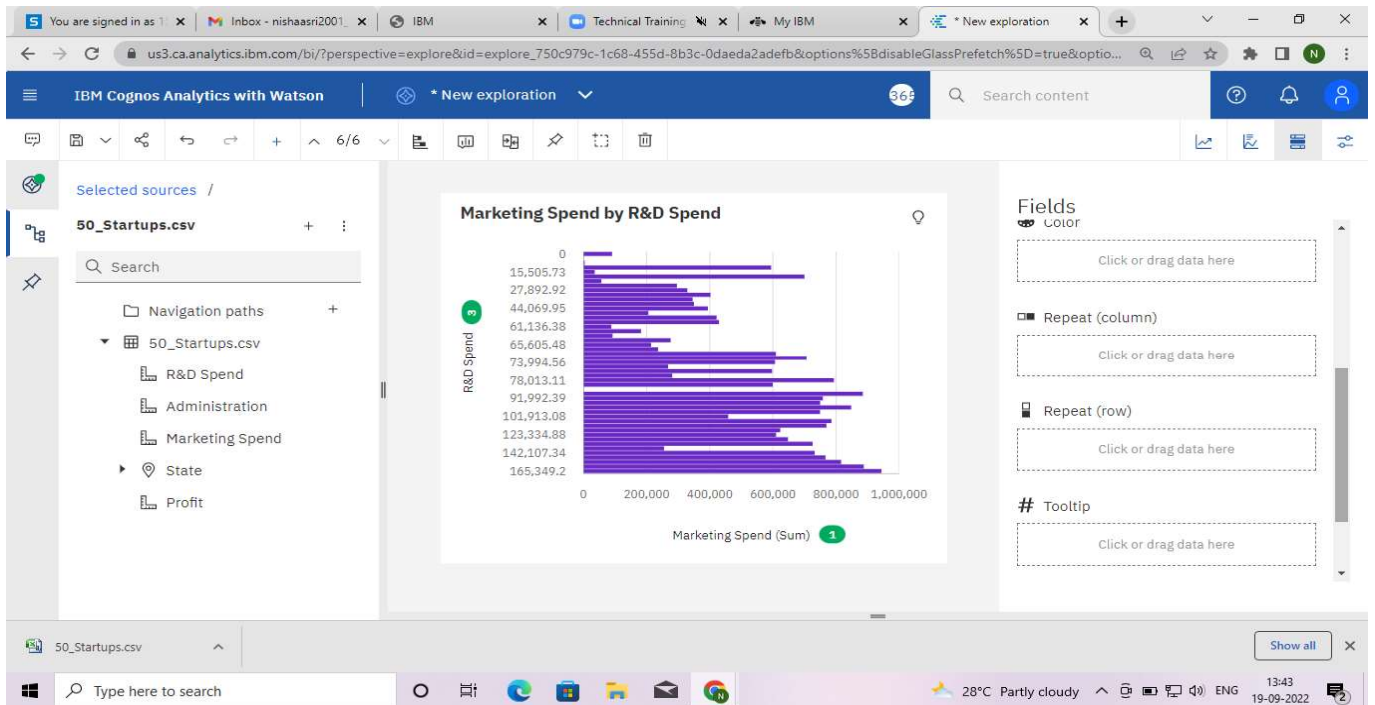 You are signed in as 1
Inbox - nishaasri2001_
IBM
Technical Training
My IBM
* New exploration
us3.ca.analytics.ibm.com/bi/?perspective=explore&id=explore_750c979c-1c68-455d-8b3c-0daeda2adefb&options%5BdisableGlassPrefetch%5D=true&optio...
N
IBM Cognos Analytics with Watson
* New exploration
365
Search content
6/6
Selected sources /
50_Startups.csv
Search
Navigation paths
50_Startups.csv
R&D Spend
Administration
Marketing Spend
State
Profit
Marketing Spend by R&D Spend
0
15,505.73
27,892.92
44,069.95
61,136.38
65,605.48
73,994.56
78,013.11
91,992.39
101,913.08
123,334.88
142,107.34
165,349.2
R&D Spend 3
0 200,000 400,000 600,000 800,000 1,000,000
Marketing Spend (Sum) 1
Fields
Color
Click or drag data here
Repeat (column)
Click or drag data here
Repeat (row)
Click or drag data here
# Tooltip
Click or drag data here
50_Startups.csv
Show all
Type here to search
N
28°C Partly cloudy
ENG
13:43
19-09-2022
2